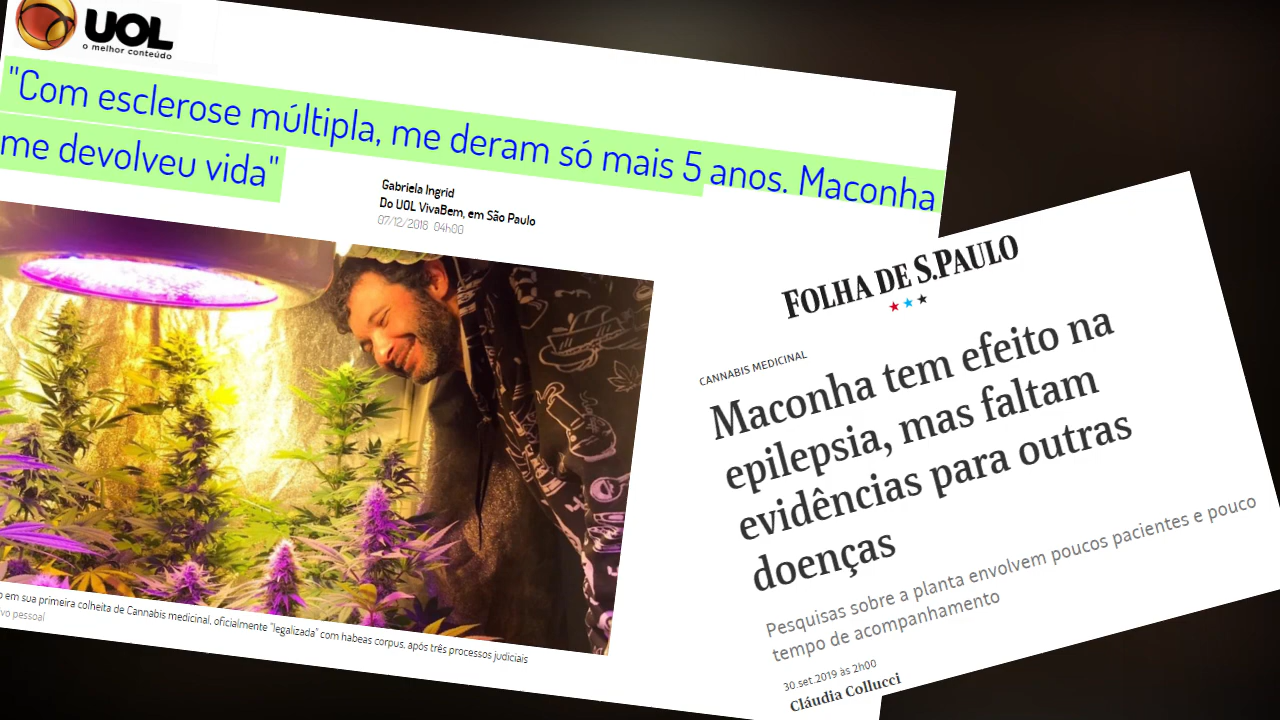 UOL
o melhor conteúdo
"Com esclerose múltipla, me deram só mais 5 anos. Maconha
me devolveu vida"
Gabriela Ingrid
Do UOL VivaBem, em São Paulo
07/12/2018 04h00
em sua primeira colheita de Cannabis medicinal, oficialmente "legalizada" com habeas corpus, após três processos judiciais
pessoal
FOLHA DE S.PAULO
CANNABIS MEDICINAL
Maconha tem efeito na
epilepsia, mas faltam
evidências para outras
doenças
Pesquisas sobre a planta envolvem poucos pacientes e pouco
tempo de acompanhamento
30.set.2019 às 2h00
Cláudia Collucci